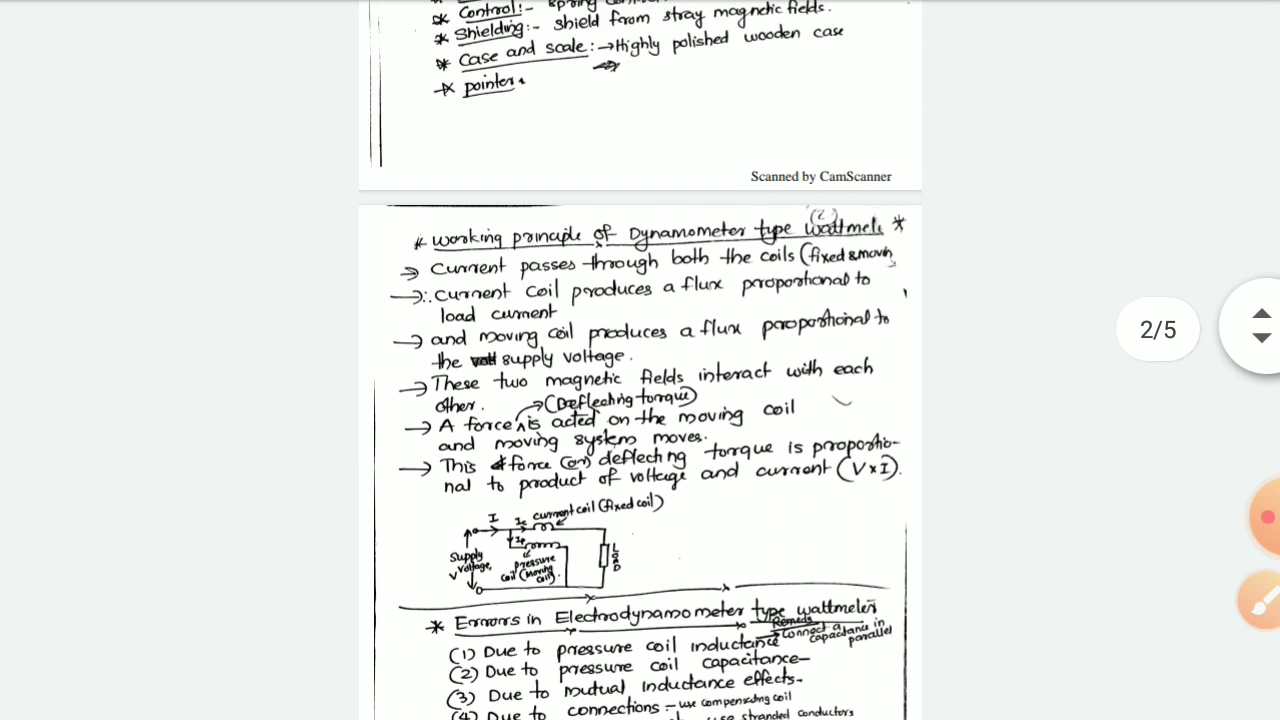 * Control:- spring
* Shielding:- shield from stray magnetic fields.
* Case and scale:→Highly polished wooden case
* pointer.
Scanned by CamScanner
(2)
* Working principle of Dynamometer type wattmete *
→ Current passes through both the coils (fixed & movin
→∴ current coil produces a flux proportional to
load current
→ and moving coil produces a flux proportional to
the supply voltage.
→ These two magnetic fields interact with each
other.
→ (Deflecting torque)
→ A force is acted on the moving coil
and moving system moves.
→ This force (or) deflecting torque is proportio-
nal to product of voltage and current (V×I).
current coil (fixed coil)
I
Ic
Ip
Supply
Voltage,
V
pressure
coil (Moving
coil).
LOAD
* Errors in Electrodynamometer type wattmeters
(1) Due to pressure coil inductance
Remedy
→ connect a
capacitance in
parallel
(2) Due to pressure coil capacitance-
(3) Due to mutual inductance effects-
(4) Due to connections - use compensating coil
use stranded conductors
2/5